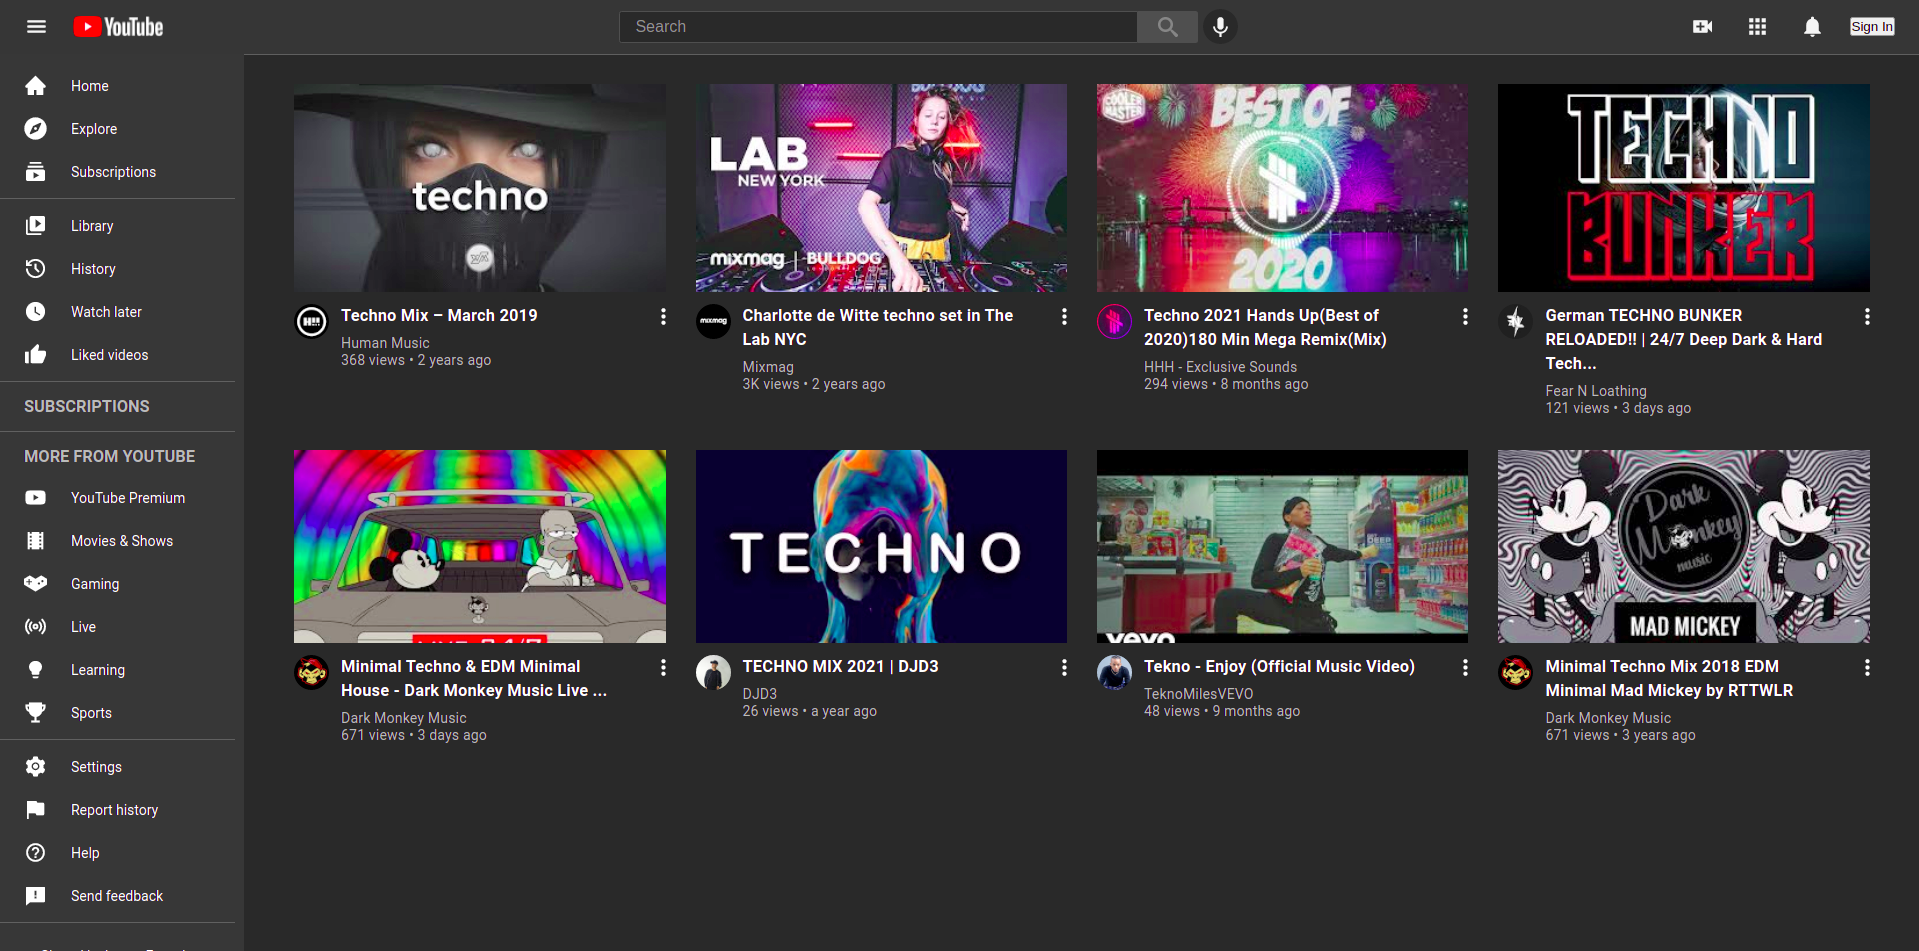 YouTube
Search
Sign In
Home
Explore
Subscriptions
Library
History
Watch later
Liked videos
SUBSCRIPTIONS
MORE FROM YOUTUBE
YouTube Premium
Movies & Shows
Gaming
Live
Learning
Sports
Settings
Report history
Help
Send feedback
techno
Techno Mix – March 2019
Human Music
368 views • 2 years ago
LAB
NEW YORK
mixmag | BULLDOG
mixmag
Charlotte de Witte techno set in The
Lab NYC
Mixmag
3K views • 2 years ago
COOLER
MASTER
BEST OF
2020
Techno 2021 Hands Up(Best of
2020)180 Min Mega Remix(Mix)
HHH - Exclusive Sounds
294 views • 8 months ago
TECHNO
BUNKER
German TECHNO BUNKER
RELOADED!! | 24/7 Deep Dark & Hard
Tech...
Fear N Loathing
121 views • 3 days ago
Minimal Techno & EDM Minimal
House - Dark Monkey Music Live ...
Dark Monkey Music
671 views • 3 days ago
TECHNO
TECHNO MIX 2021 | DJD3
DJD3
26 views • a year ago
vevo
Tekno - Enjoy (Official Music Video)
TeknoMilesVEVO
48 views • 9 months ago
Dark
Monkey
music
MAD MICKEY
Minimal Techno Mix 2018 EDM
Minimal Mad Mickey by RTTWLR
Dark Monkey Music
671 views • 3 years ago